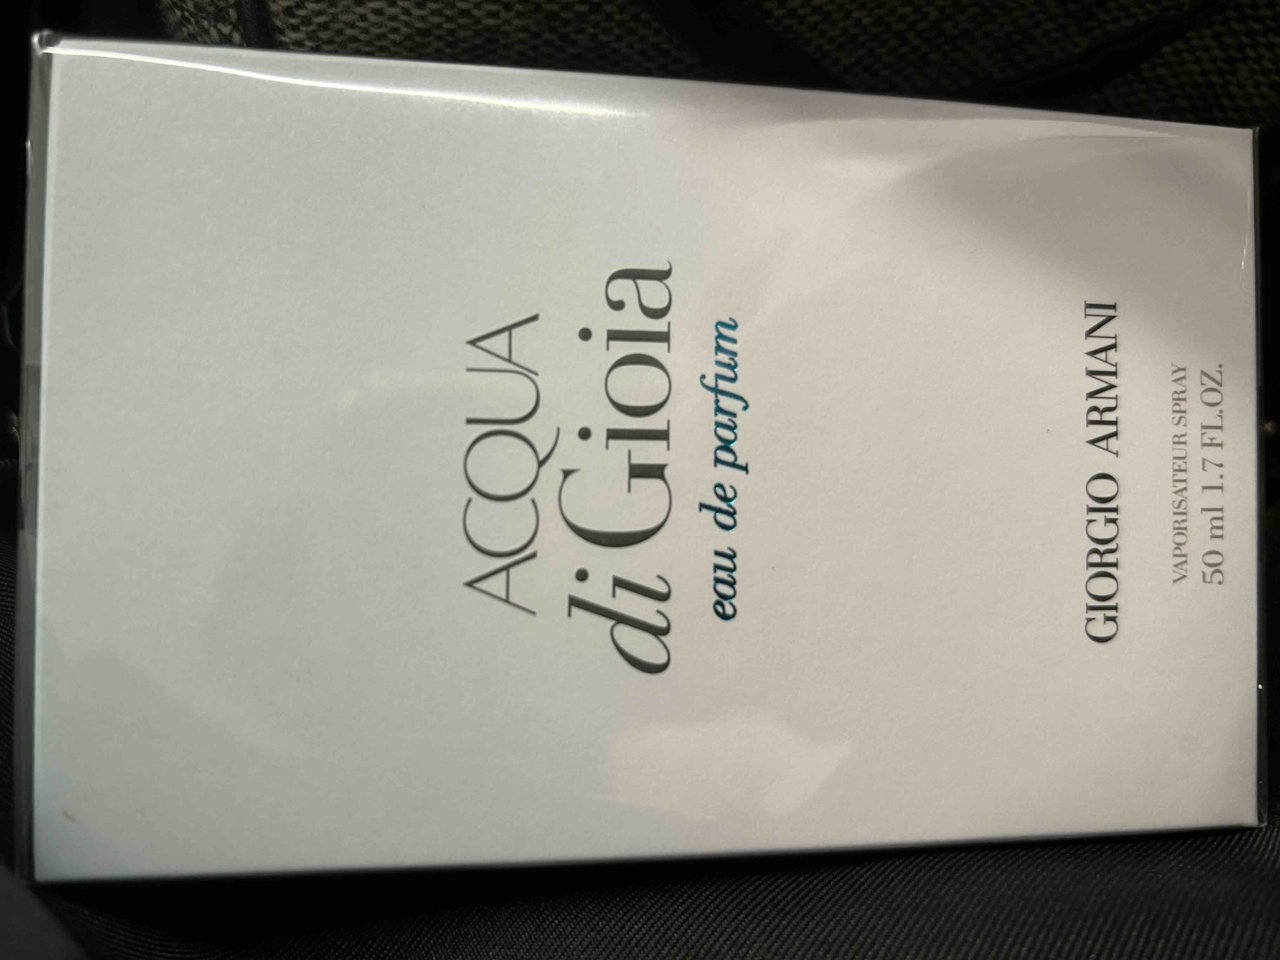 ACQUA
di Gioia
eau de parfum
GIORGIO ARMANI
VAPORISATEUR SPRAY
50 ml 1.7 FL.OZ.